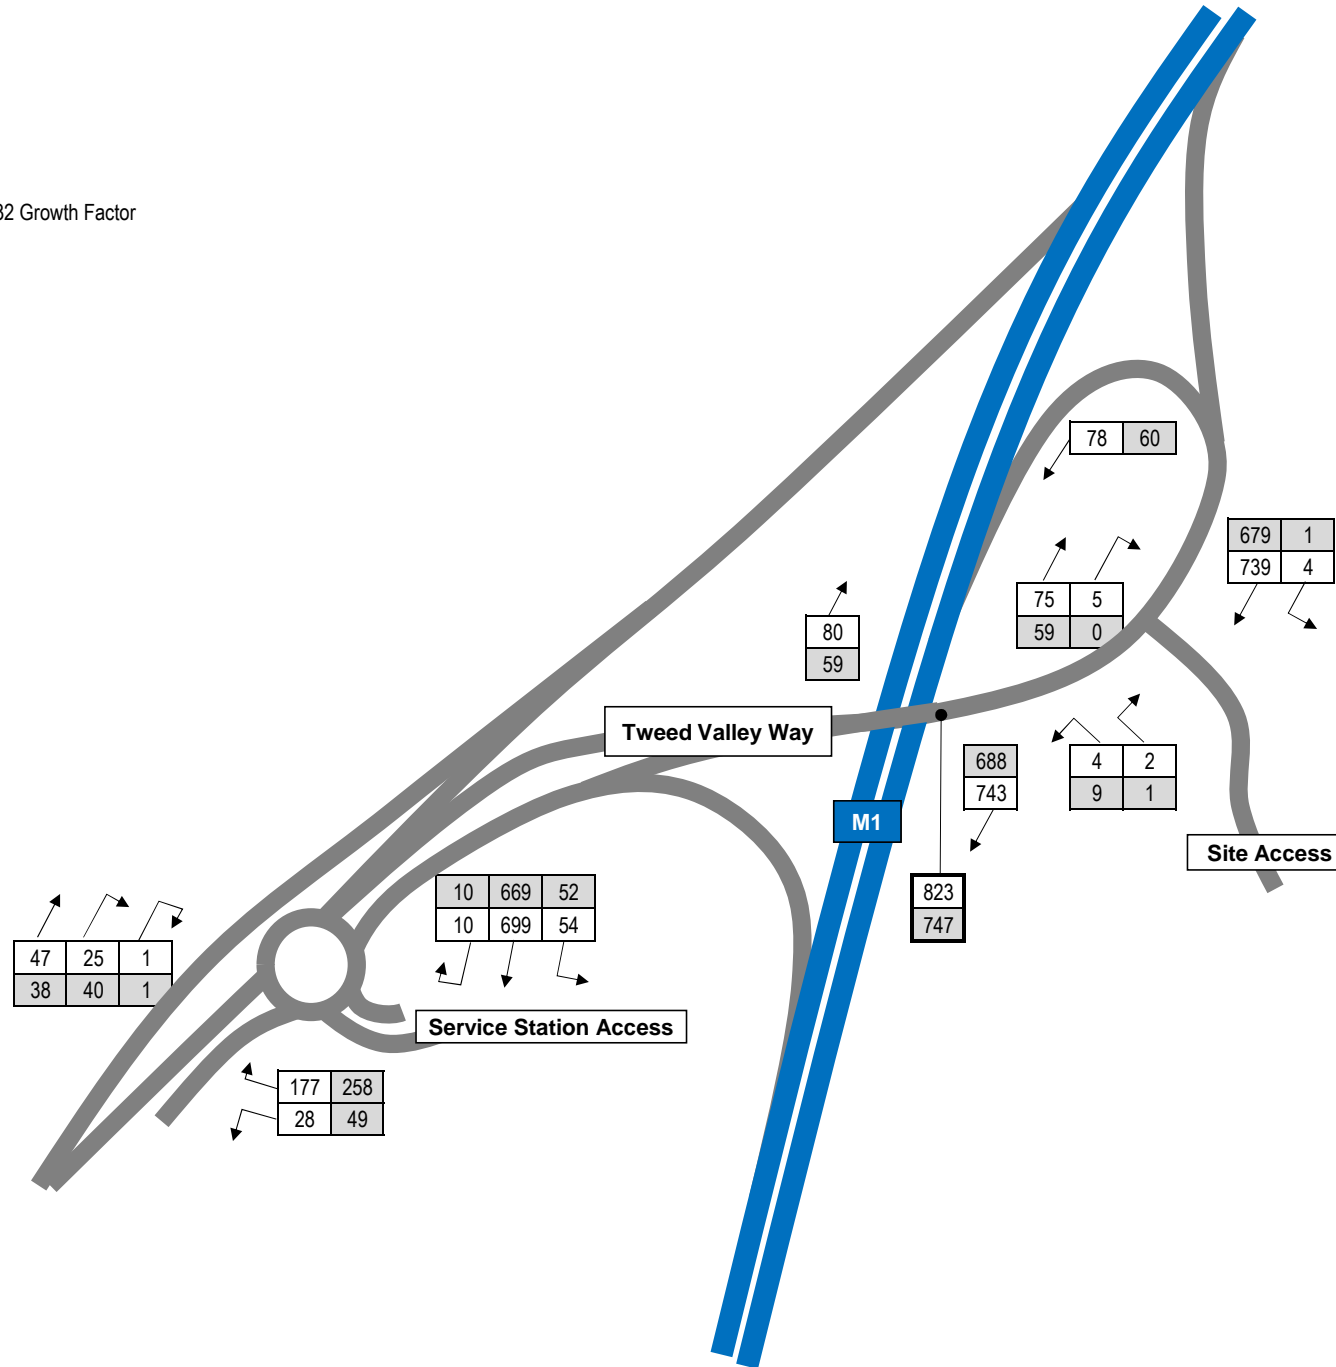 32 Growth Factor
78 60
679 1
739 4
75 5
59 0
80
59
Tweed Valley Way
688
743
4 2
9 1
M1
Site Access
823
747
10 669 52
10 699 54
47 25 1
38 40 1
Service Station Access
177 258
28 49